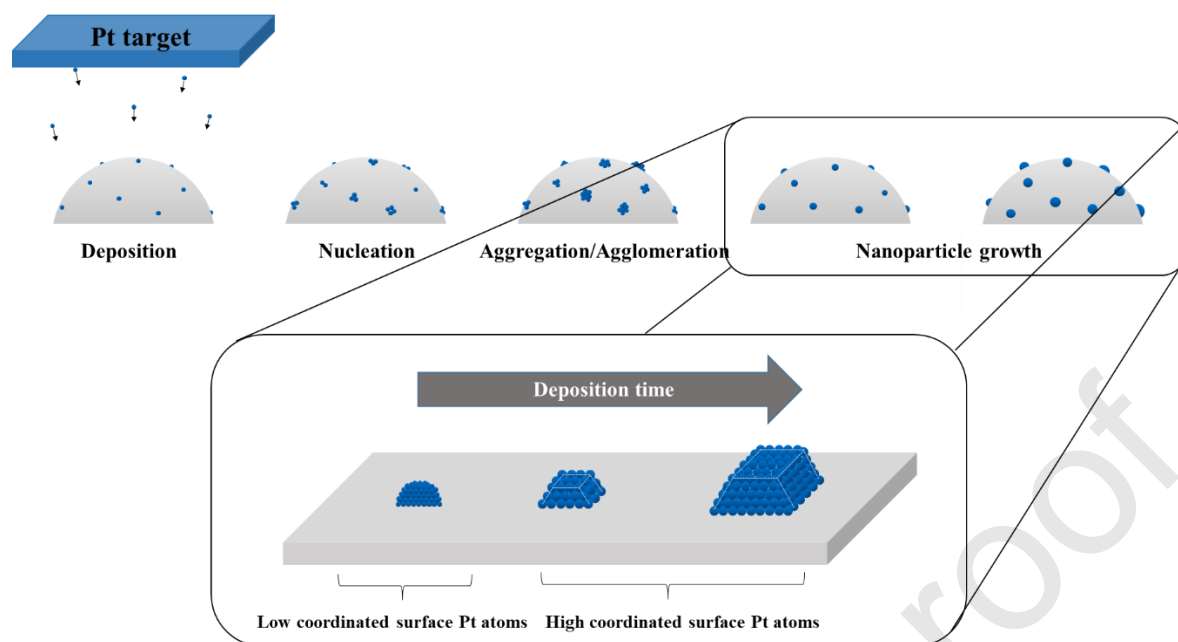 Pt target
Deposition
Nucleation
Aggregation/Agglomeration
Nanoparticle growth
Deposition time
Low coordinated surface Pt atoms
High coordinated surface Pt atoms
roof